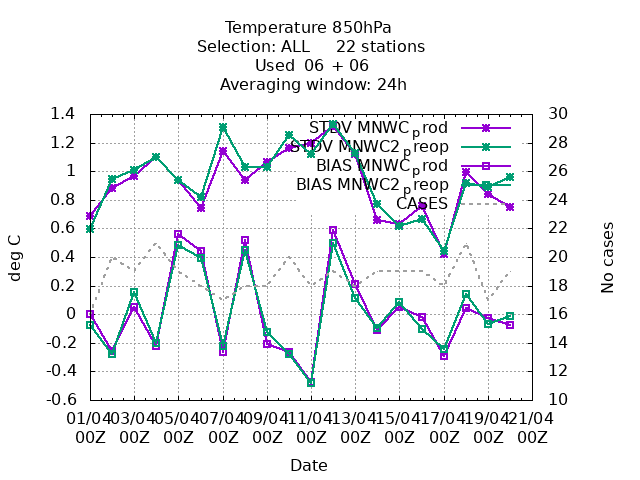 Temperature 850hPa
Selection: ALL     22 stations
Used  06 + 06
Averaging window: 24h
STDV MNWC_prod
STDV MNWC2_preop
BIAS MNWC_prod
BIAS MNWC2_preop
CASES
1.4
1.2
1
0.8
0.6
0.4
0.2
0
-0.2
-0.4
-0.6
deg C
30
28
26
24
22
20
18
16
14
12
10
No cases
01/04 03/04 05/04 07/04 09/04 11/04 13/04 15/04 17/04 19/04 21/04
00Z 00Z 00Z 00Z 00Z 00Z 00Z 00Z 00Z 00Z 00Z
Date